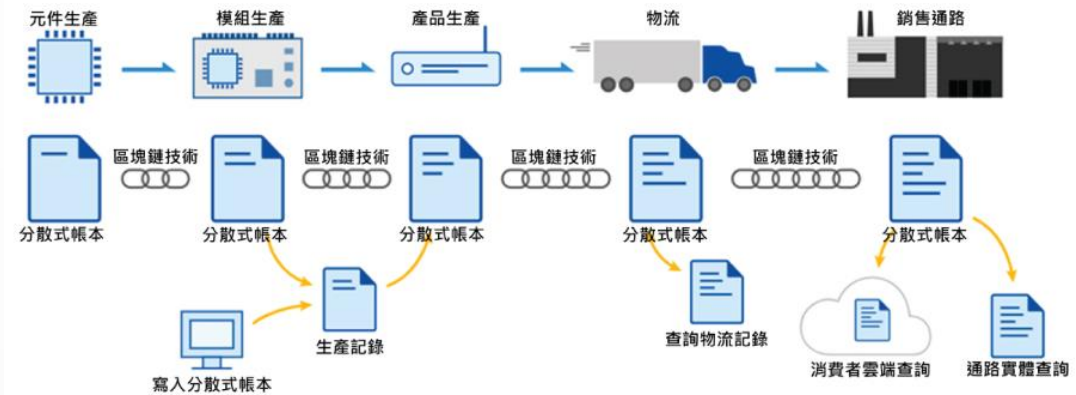 元件生產
模組生產
產品生產
物流
銷售通路
區塊鏈技術
區塊鏈技術
區塊鏈技術
區塊鏈技術
分散式帳本
分散式帳本
分散式帳本
分散式帳本
分散式帳本
生產記錄
查詢物流記錄
寫入分散式帳本
消費者雲端查詢
通路實體查詢